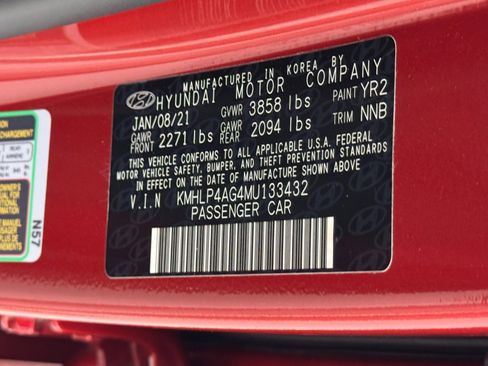 MANUFACTURED IN KOREA BY
HYUNDAI MOTOR COMPANY
JAN/08/21 GVWR 3858 lbs PAINT YR2
GAWR FRONT 2271 lbs GAWR REAR 2094 lbs TRIM NNB
THIS VEHICLE CONFORMS TO ALL APPLICABLE U.S.A. FEDERAL
MOTOR VEHICLE SAFETY, BUMPER, AND THEFT PREVENTION STANDARDS
IN EFFECT ON THE DATE OF MANUFACTURE SHOWN ABOVE.
V.I.N KMHLP4AG4MU133432
PASSENGER CAR
N57